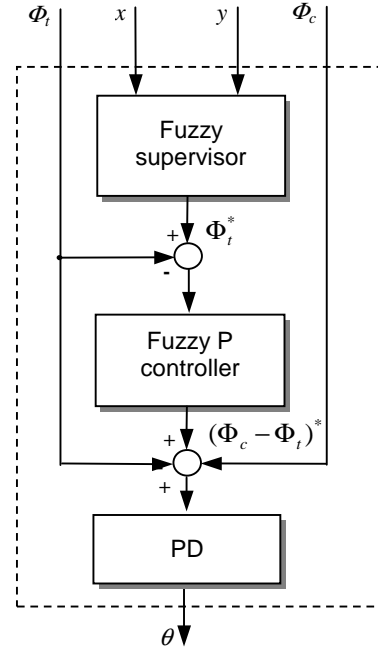 Φt x y Φc
Fuzzy
supervisor
+ Φt*
-
Fuzzy P
controller
+ (Φc − Φt)*
-
+
PD
θ